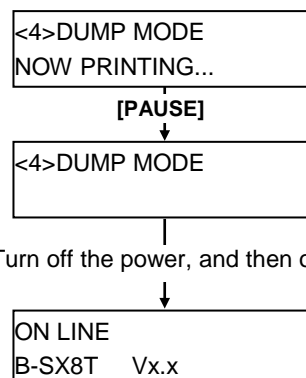 <4>DUMP MODE
NOW PRINTING...
[PAUSE]
<4>DUMP MODE
Turn off the power, and then
ON LINE
B-SX8T Vx.x